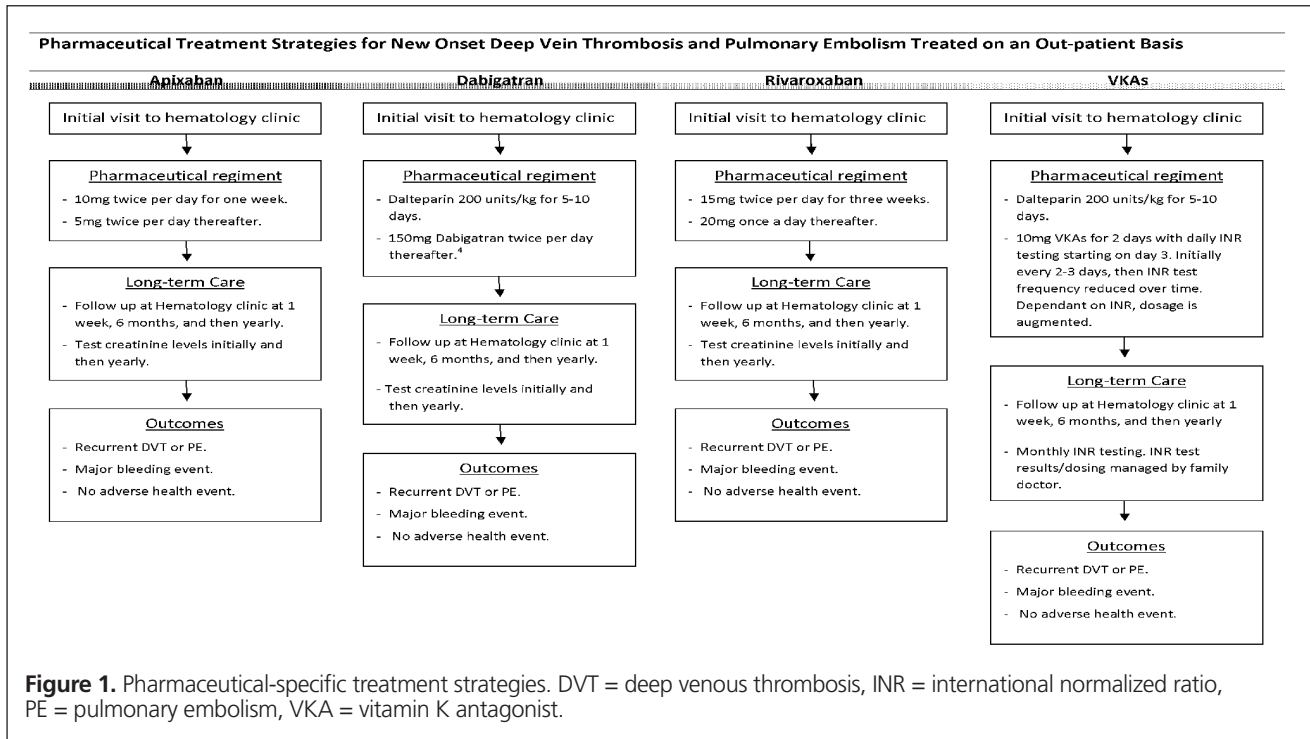 Pharmaceutical Treatment Strategies for New Onset Deep Vein Thrombosis and Pulmonary Embolism Treated on an Out-patient Basis
Apixaban
Initial visit to hematology clinic
Pharmaceutical regiment
- 10mg twice per day for one week.
- 5mg twice per day thereafter.
Long-term Care
- Follow up at Hematology clinic at 1
week, 6 months, and then yearly.
- Test creatinine levels initially and
then yearly.
Outcomes
- Recurrent DVT or PE.
- Major bleeding event.
- No adverse health event.
Dabigatran
Initial visit to hematology clinic
Pharmaceutical regiment
- Dalteparin 200 units/kg for 5-10
days.
- 150mg Dabigatran twice per day
thereafter.⁴
Long-term Care
- Follow up at Hematology clinic at 1
week, 6 months, and then yearly.
- Test creatinine levels initially and
then yearly.
Outcomes
- Recurrent DVT or PE.
- Major bleeding event.
- No adverse health event.
Rivaroxaban
Initial visit to hematology clinic
Pharmaceutical regiment
- 15mg twice per day for three weeks.
- 20mg once a day thereafter.
Long-term Care
- Follow up at Hematology clinic at 1
week, 6 months, and then yearly.
- Test creatinine levels initially and
then yearly.
Outcomes
- Recurrent DVT or PE.
- Major bleeding event.
- No adverse health event.
VKAs
Initial visit to hematology clinic
Pharmaceutical regiment
- Dalteparin 200 units/kg for 5-10
days.
- 10mg VKAs for 2 days with daily INR
testing starting on day 3. Initially
every 2-3 days, then INR test
frequency reduced over time.
Dependant on INR, dosage is
augmented.
Long-term Care
- Follow up at Hematology clinic at 1
week, 6 months, and then yearly
- Monthly INR testing. INR test
results/dosing managed by family
doctor.
Outcomes
- Recurrent DVT or PE.
- Major bleeding event.
- No adverse health event.
Figure 1. Pharmaceutical-specific treatment strategies. DVT = deep venous thrombosis, INR = international normalized ratio,
PE = pulmonary embolism, VKA = vitamin K antagonist.